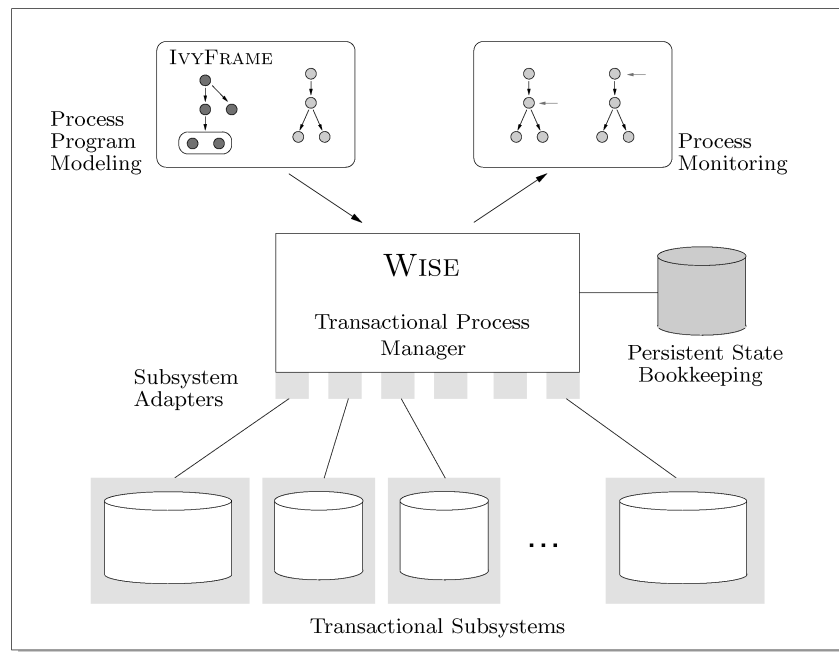 IVYFRAME
Process
Program
Modeling
Process
Monitoring
WISE
Transactional Process
Manager
Persistent State
Bookkeeping
Subsystem
Adapters
...
Transactional Subsystems